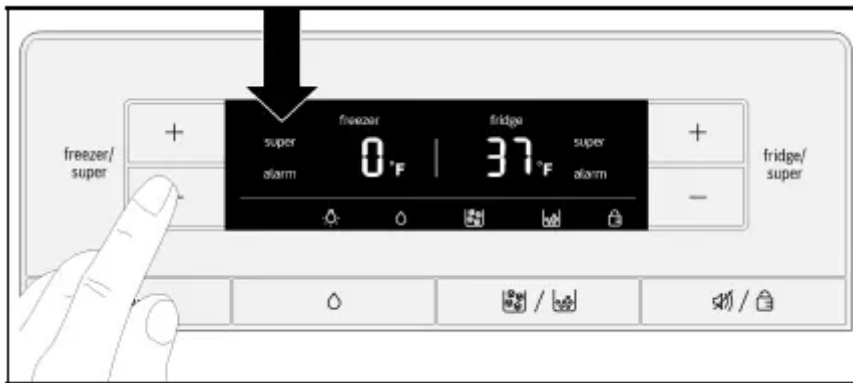 freezer fridge
freezer/
super
+
super
alarm
0°F
37°F
super
alarm
+
−
fridge/
super
/
/